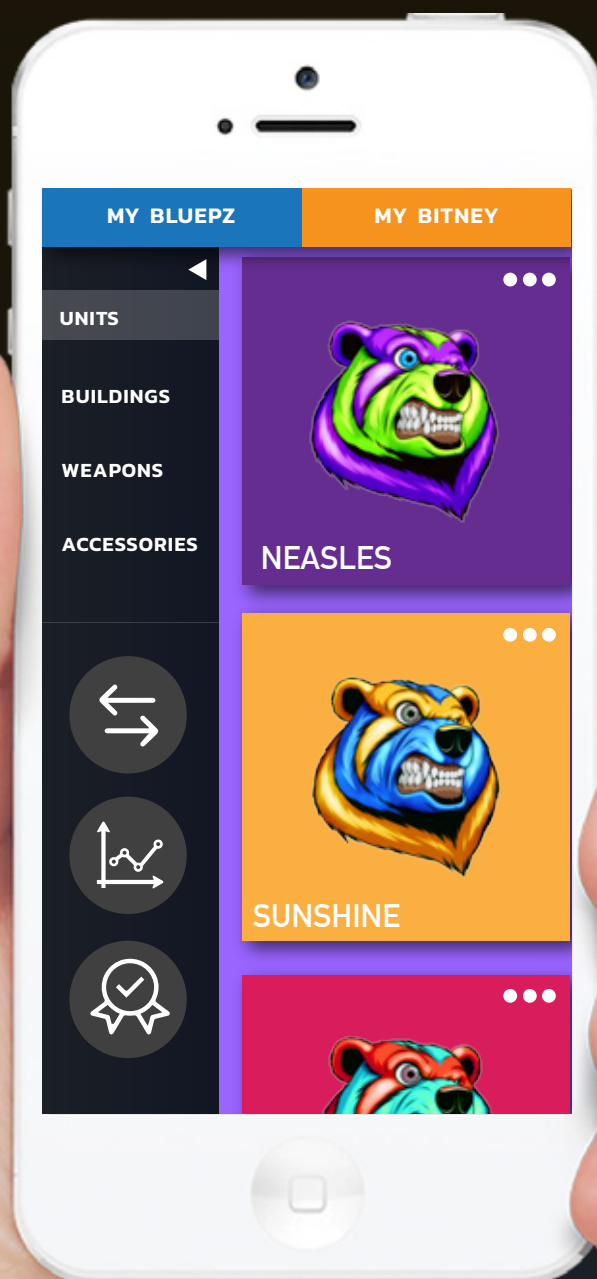 MY BLUEPZ
MY BITNEY
UNITS
BUILDINGS
WEAPONS
ACCESSORIES
NEASLES
SUNSHINE